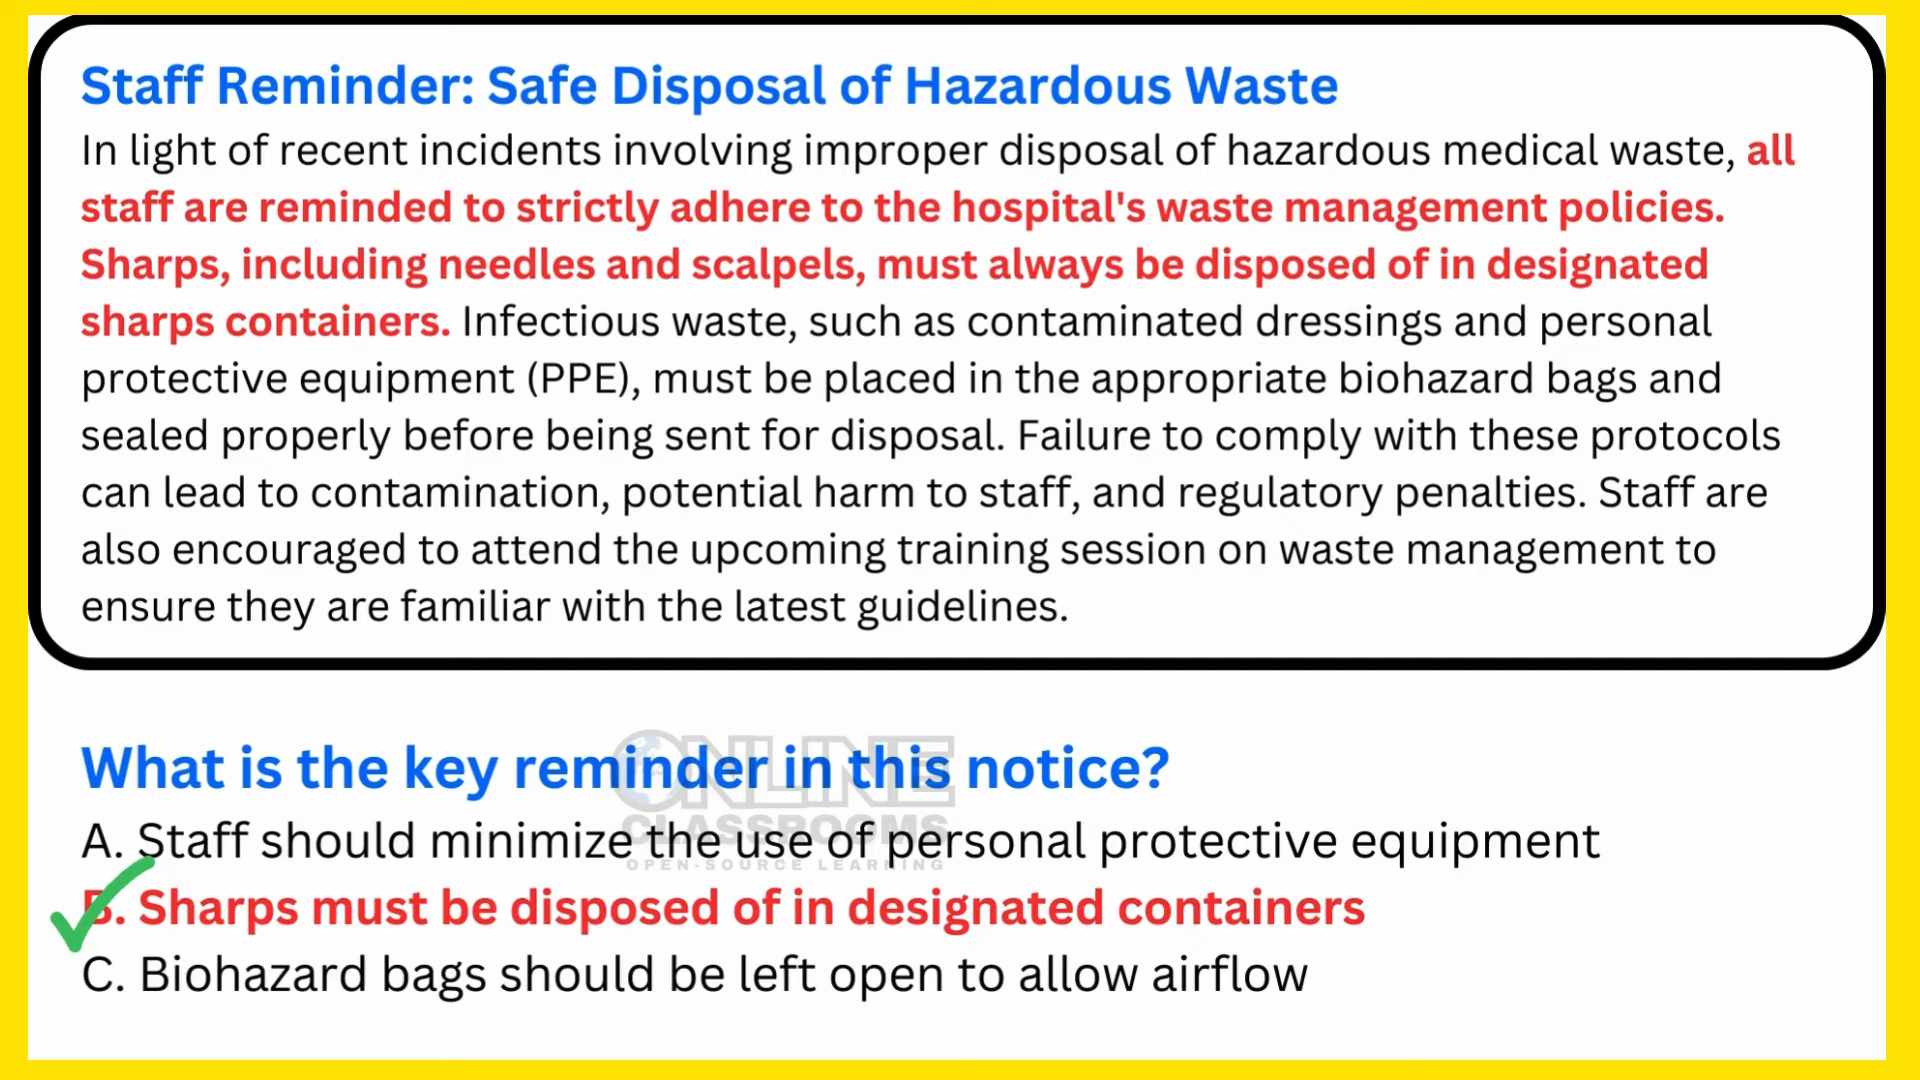 Staff Reminder: Safe Disposal of Hazardous Waste
In light of recent incidents involving improper disposal of hazardous medical waste, all
staff are reminded to strictly adhere to the hospital's waste management policies.
Sharps, including needles and scalpels, must always be disposed of in designated
sharps containers. Infectious waste, such as contaminated dressings and personal
protective equipment (PPE), must be placed in the appropriate biohazard bags and
sealed properly before being sent for disposal. Failure to comply with these protocols
can lead to contamination, potential harm to staff, and regulatory penalties. Staff are
also encouraged to attend the upcoming training session on waste management to
ensure they are familiar with the latest guidelines.
What is the key reminder in this notice?
ONLINE
CLASSROOMS
OPEN-SOURCE LEARNING
A. Staff should minimize the use of personal protective equipment
B. Sharps must be disposed of in designated containers
C. Biohazard bags should be left open to allow airflow